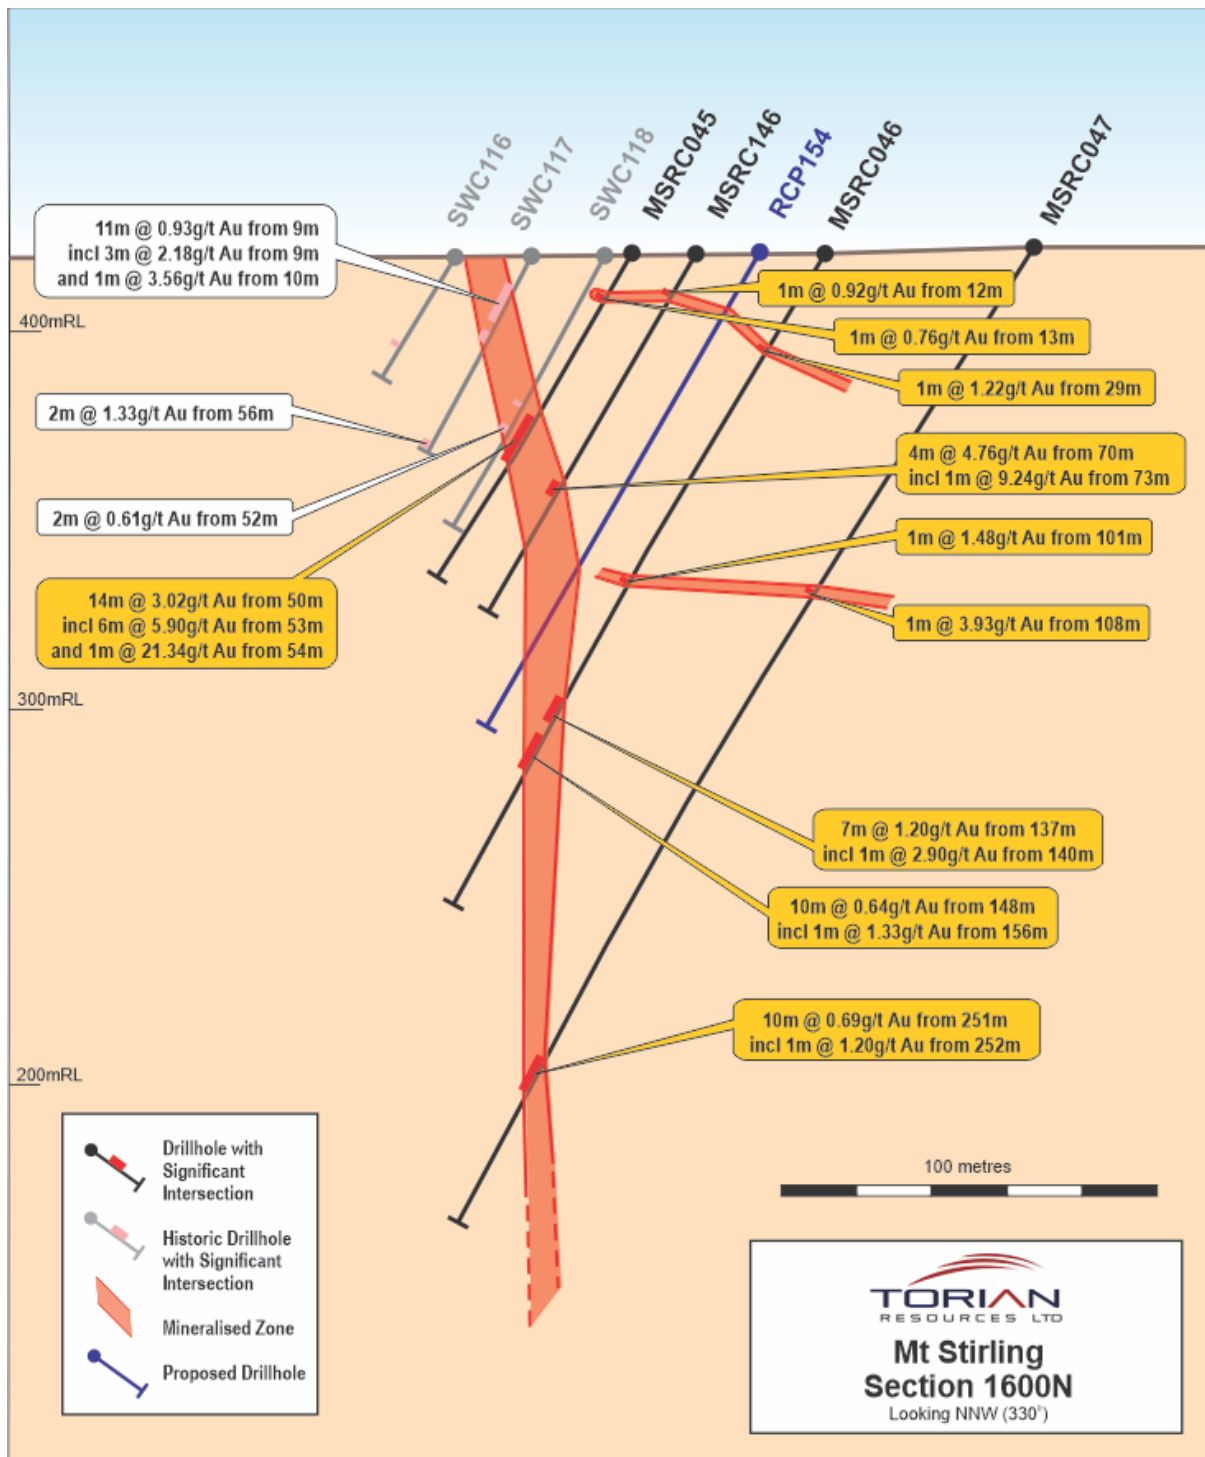 SWC116
SWC117
SWC118
MSRC045
MSRC146
RCP154
MSRC046
MSRC047
11m @ 0.93g/t Au from 9m
incl 3m @ 2.18g/t Au from 9m
and 1m @ 3.56g/t Au from 10m
1m @ 0.92g/t Au from 12m
400mRL
1m @ 0.76g/t Au from 13m
1m @ 1.22g/t Au from 29m
2m @ 1.33g/t Au from 56m
4m @ 4.76g/t Au from 70m
incl 1m @ 9.24g/t Au from 73m
2m @ 0.61g/t Au from 52m
1m @ 1.48g/t Au from 101m
14m @ 3.02g/t Au from 50m
incl 6m @ 5.90g/t Au from 53m
and 1m @ 21.34g/t Au from 54m
1m @ 3.93g/t Au from 108m
300mRL
7m @ 1.20g/t Au from 137m
incl 1m @ 2.90g/t Au from 140m
10m @ 0.64g/t Au from 148m
incl 1m @ 1.33g/t Au from 156m
10m @ 0.69g/t Au from 251m
incl 1m @ 1.20g/t Au from 252m
200mRL
Drillhole with
Significant
Intersection
Historic Drillhole
with Significant
Intersection
Mineralised Zone
Proposed Drillhole
100 metres
TORIAN
RESOURCES LTD
Mt Stirling
Section 1600N
Looking NNW (330°)